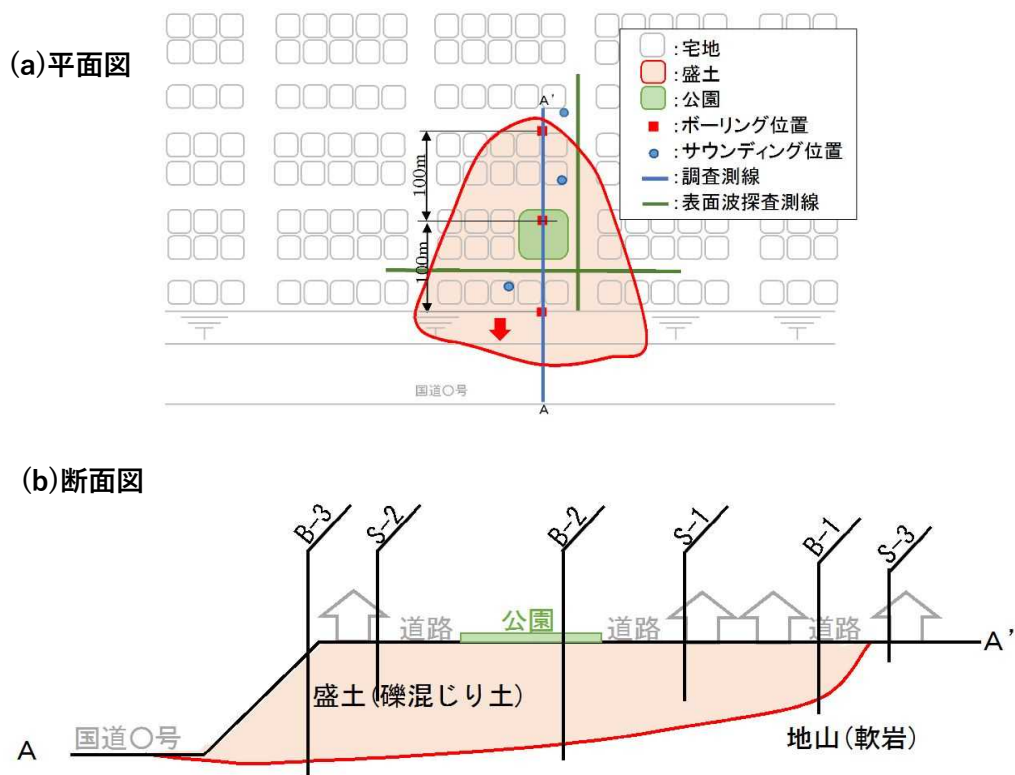 (a)平面図
:宅地
:盛土
:公園
:ボーリング位置
:サウンディング位置
:調査測線
:表面波探査測線
A’
100m
100m
国道〇号
A
(b)断面図
B-3
S-2
B-2
S-1
B-1
S-3
道路
公園
道路
道路
A’
盛土(礫混じり土)
地山(軟岩)
国道〇号
A